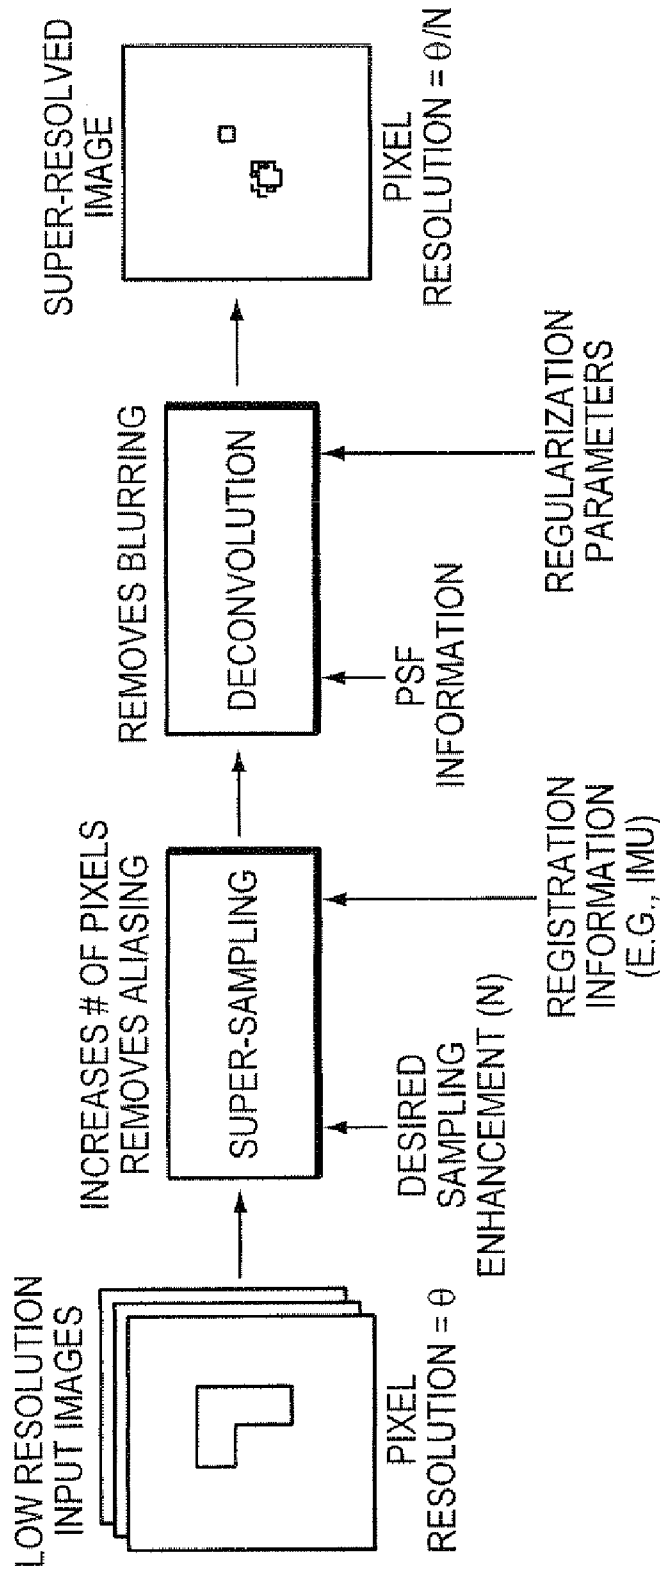 LOW RESOLUTION
INPUT IMAGES
PIXEL
RESOLUTION = θ
INCREASES # OF PIXELS
REMOVES ALIASING
SUPER-SAMPLING
DESIRED
SAMPLING
ENHANCEMENT (N)
REGISTRATION
INFORMATION
(E.G., IMU)
REMOVES BLURRING
DECONVOLUTION
PSF
INFORMATION
REGULARIZATION
PARAMETERS
SUPER-RESOLVED
IMAGE
PIXEL
RESOLUTION = θ/N